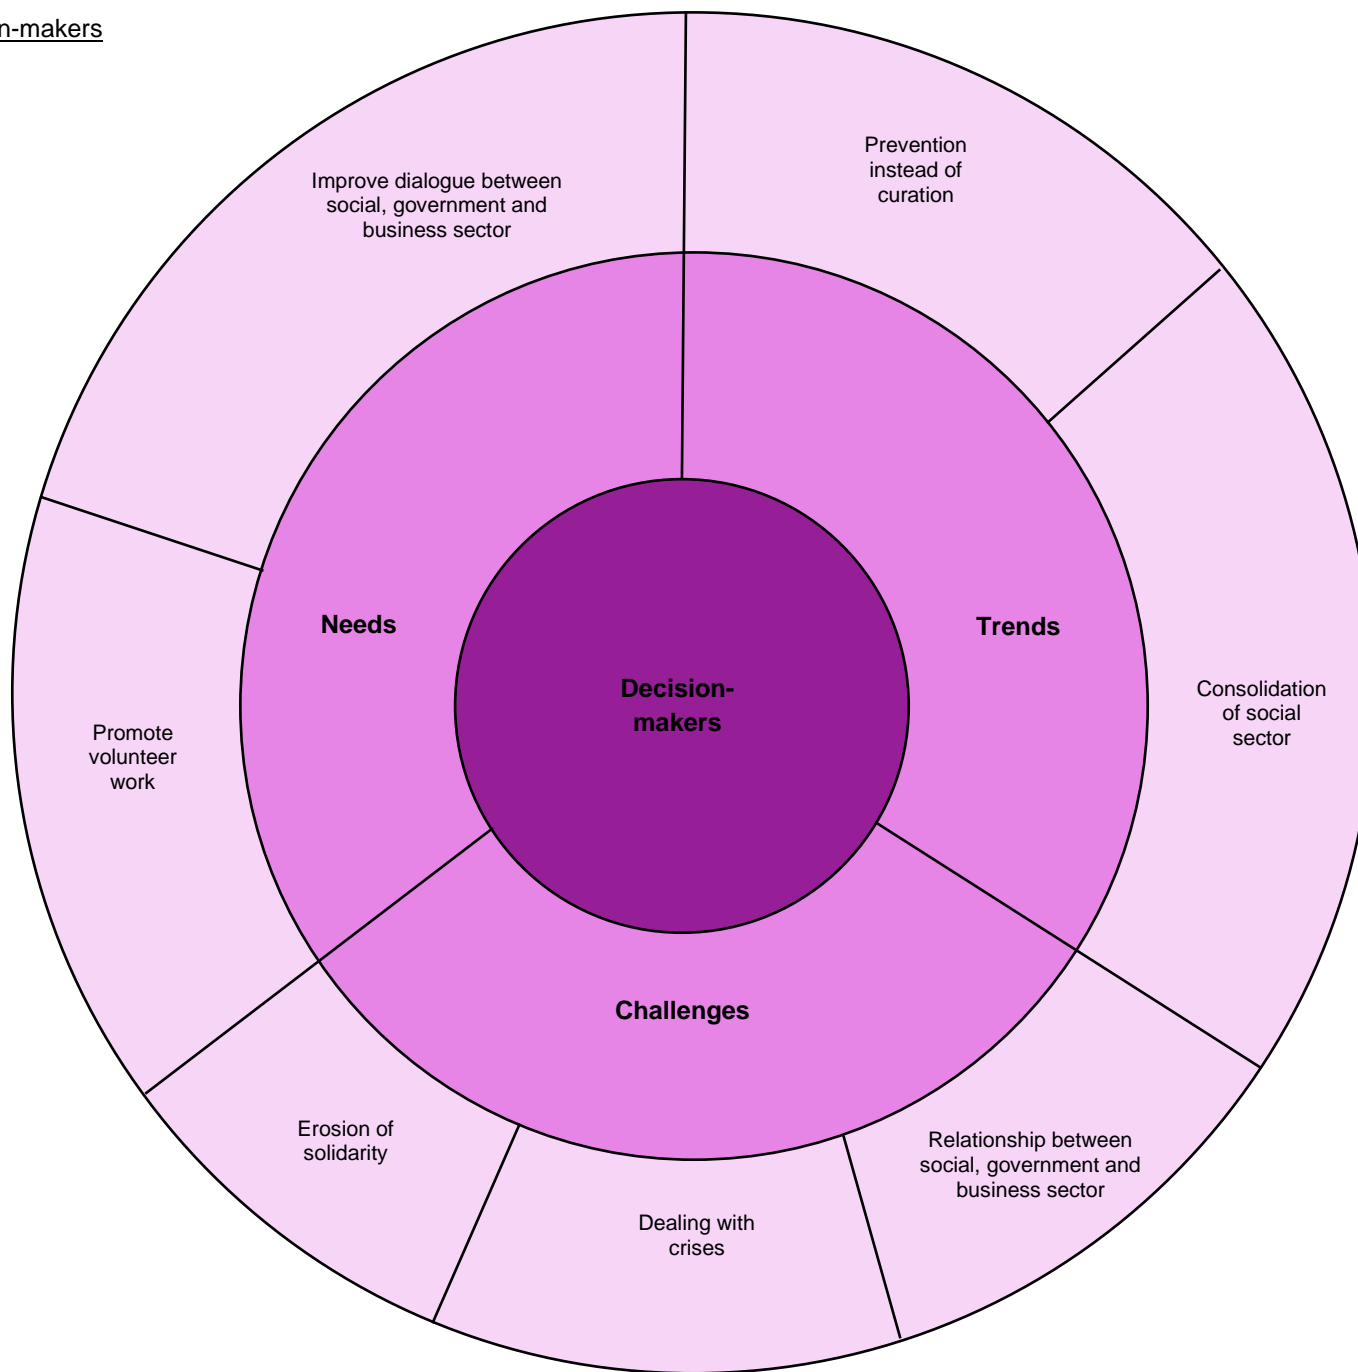 n-makers
Prevention
instead of
curation
Improve dialogue between
social, government and
business sector
Needs
Trends
Decision-
makers
Consolidation
of social
sector
Promote
volunteer
work
Challenges
Erosion of
solidarity
Relationship between
social, government and
business sector
Dealing with
crises